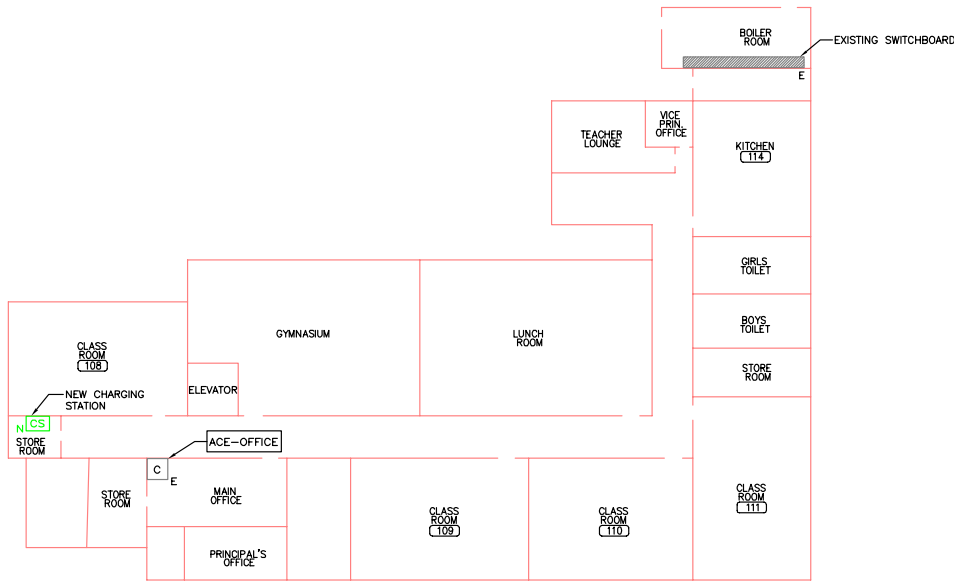 BOILER
ROOM
EXISTING SWITCHBOARD
E
TEACHER
LOUNGE
VICE
PRIN.
OFFICE
KITCHEN
114
GIRLS
TOILET
BOYS
TOILET
STORE
ROOM
GYMNASIUM
LUNCH
ROOM
CLASS
ROOM
108
ELEVATOR
NEW CHARGING
STATION
N
CS
STORE
ROOM
ACE-OFFICE
C
E
STORE
ROOM
MAIN
OFFICE
PRINCIPAL'S
OFFICE
CLASS
ROOM
109
CLASS
ROOM
110
CLASS
ROOM
111